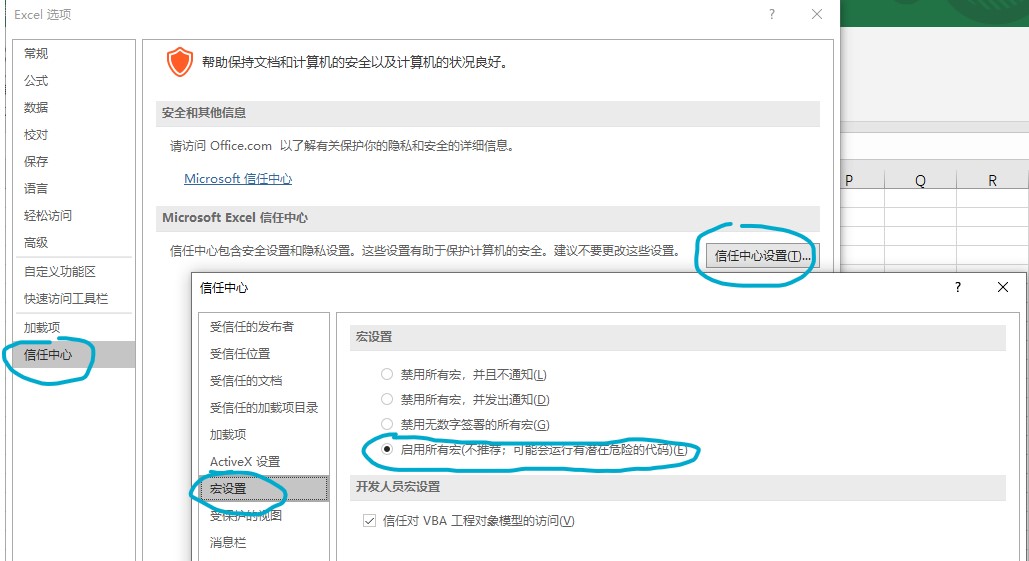 Excel 选项
?
常规
公式
数据
校对
保存
语言
轻松访问
高级
自定义功能区
快速访问工具栏
加载项
信任中心
帮助保持文档和计算机的安全以及计算机的状况良好。
安全和其他信息
请访问 Office.com 以了解有关保护你的隐私和安全的详细信息。
Microsoft 信任中心
Microsoft Excel 信任中心
信任中心包含安全设置和隐私设置。这些设置有助于保护计算机的安全。建议不要更改这些设置。
信任中心设置(T)...
P Q R
信任中心
?
受信任的发布者
受信任位置
受信任的文档
受信任的加载项目录
加载项
ActiveX 设置
宏设置
受保护的视图
消息栏
宏设置
禁用所有宏，并且不通知(L)
禁用所有宏，并发出通知(D)
禁用无数字签署的所有宏(G)
启用所有宏(不推荐；可能会运行有潜在危险的代码)(E)
开发人员宏设置
信任对 VBA 工程对象模型的访问(V)